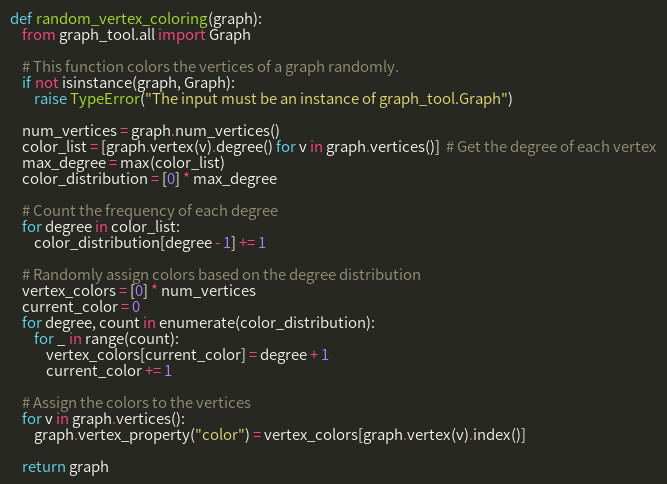 def random_vertex_coloring(graph):
from graph_tool.all import Graph
# This function colors the vertices of a graph randomly.
if not isinstance(graph, Graph):
raise TypeError("The input must be an instance of graph_tool.Graph")
num_vertices = graph.num_vertices()
color_list = [graph.vertex(v).degree() for v in graph.vertices()]  # Get the degree of each vertex
max_degree = max(color_list)
color_distribution = [0] * max_degree
# Count the frequency of each degree
for degree in color_list:
color_distribution[degree - 1] += 1
# Randomly assign colors based on the degree distribution
vertex_colors = [0] * num_vertices
current_color = 0
for degree, count in enumerate(color_distribution):
for _ in range(count):
vertex_colors[current_color] = degree + 1
current_color += 1
# Assign the colors to the vertices
for v in graph.vertices():
graph.vertex_property("color") = vertex_colors[graph.vertex(v).index()]
return graph